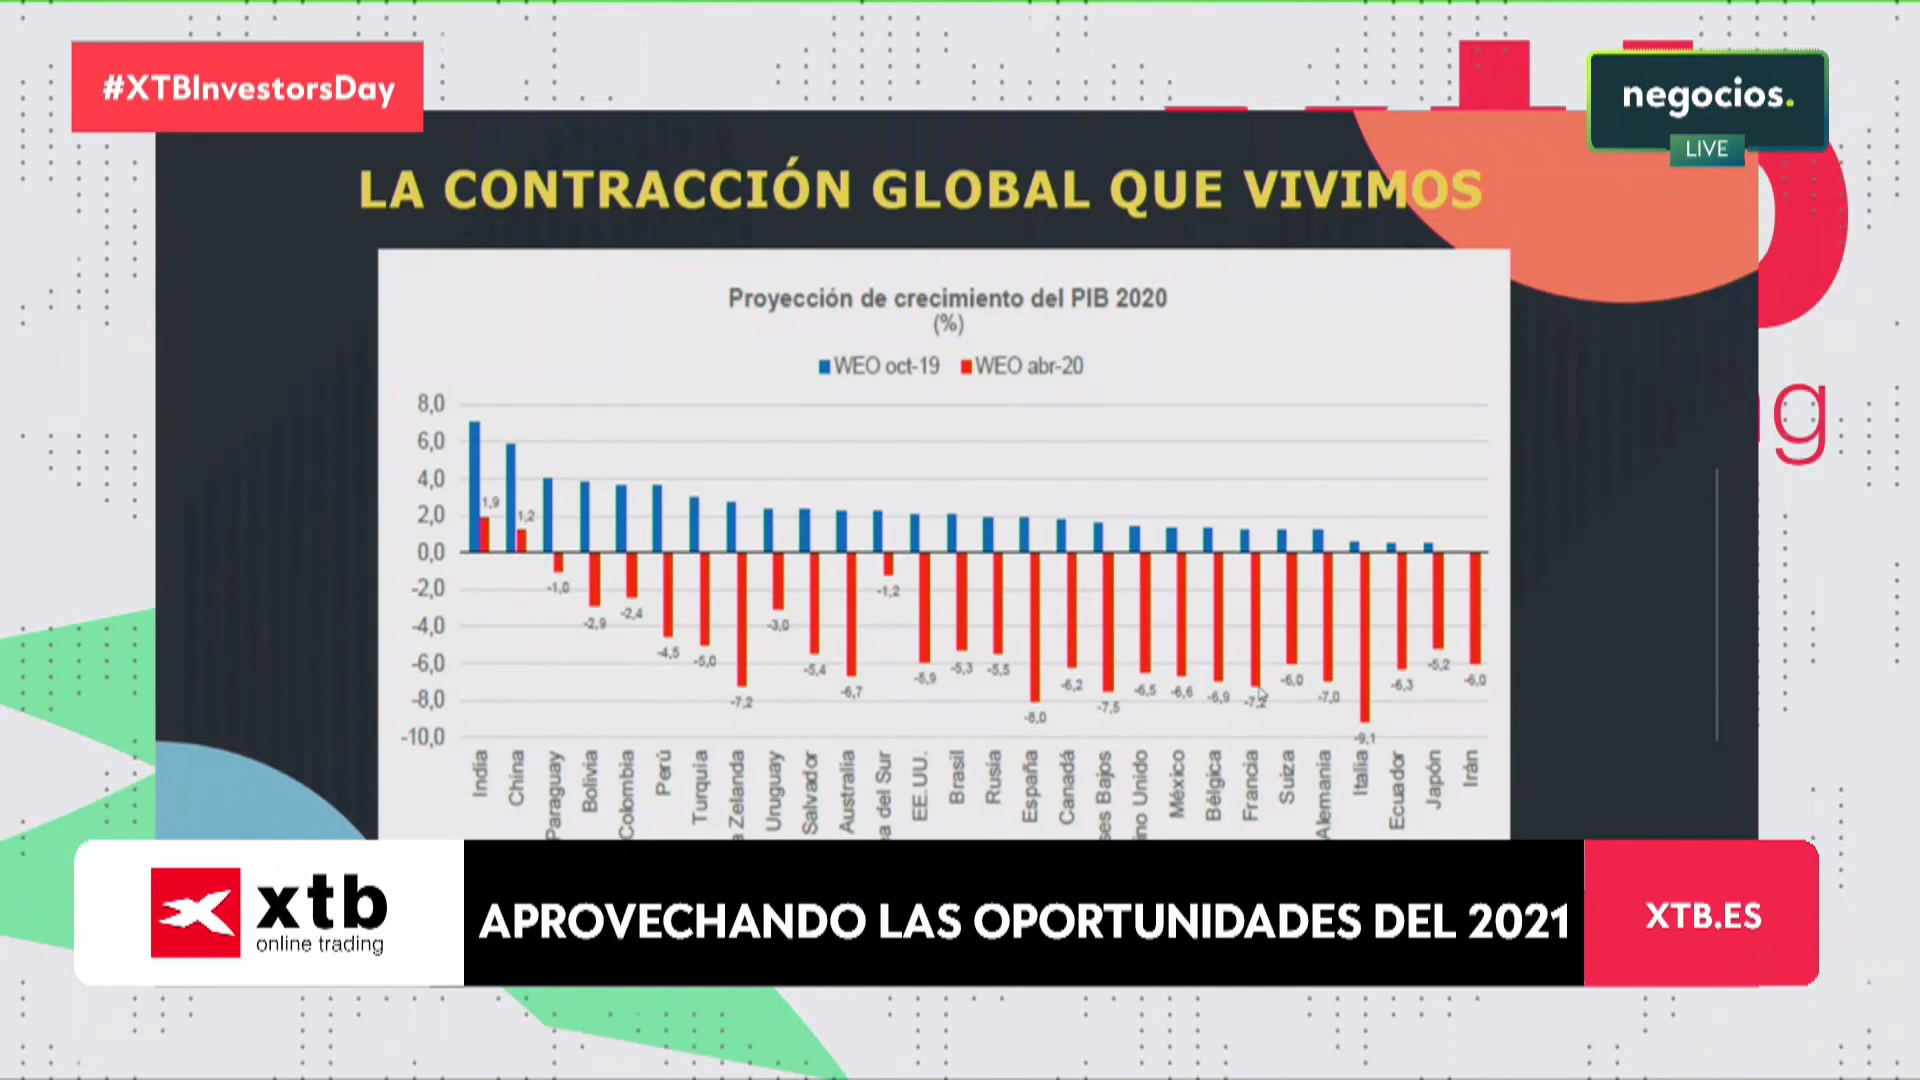 #XTBInvestorsDay
negocios.
LIVE
LA CONTRACCIÓN GLOBAL QUE VIVIMOS
Proyección de crecimiento del PIB 2020
(%)
WEO oct-19 WEO abr-20
8,0
6,0
4,0
2,0
0,0
-2,0
-4,0
-6,0
-8,0
-10,0
1,9 1,2 -1,0 -2,9 -2,4 -4,5 -5,0 -7,2 -3,0 -5,4 -6,7 -1,2 -5,9 -5,3 -5,5 -8,0 -6,2 -7,5 -6,5 -6,6 -6,9 -7,2 -6,0 -7,0 -9,1 -6,3 -5,2 -6,0
India
China
Paraguay
Bolivia
Colombia
Perú
Turquía
a Zelanda
Uruguay
Salvador
Australia
ea del Sur
EE.UU.
Brasil
Rusia
España
Canadá
ses Bajos
ino Unido
México
Bélgica
Francia
Suiza
Alemania
Italia
Ecuador
Japón
Irán
g
xtb
online trading
APROVECHANDO LAS OPORTUNIDADES DEL 2021
XTB.ES